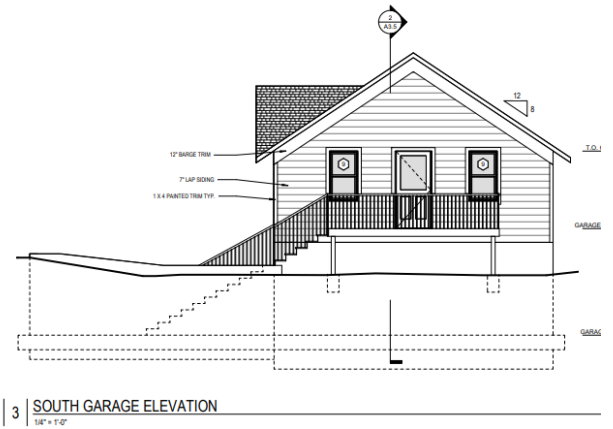 2
A3.5
12
8
T.O.
12" BARGE TRIM
7" LAP SIDING
1 X 4 PAINTED TRIM TYP.
GARAGE
GARAG
3
SOUTH GARAGE ELEVATION
1/4" = 1'-0"